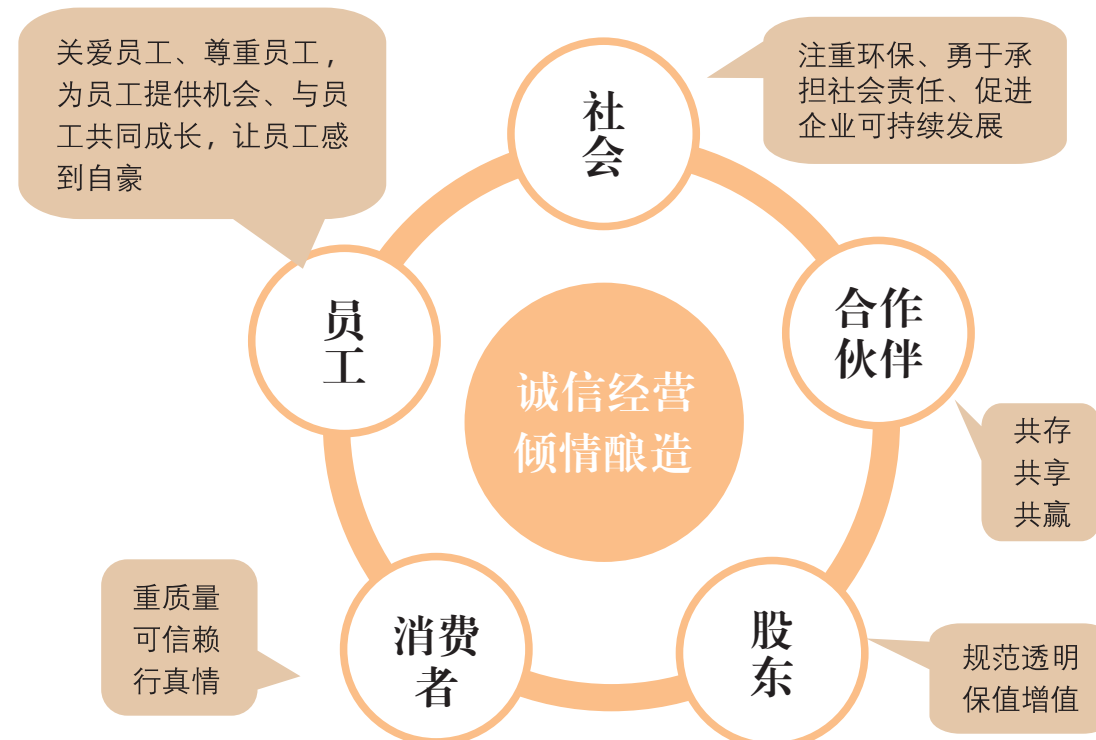 关爱员工、尊重员工，
为员工提供机会、与员
工共同成长，让员工感
到自豪
社
会
注重环保、勇于承
担社会责任、促进
企业可持续发展
员
工
合作
伙伴
诚信经营
倾情酿造
共存
共享
共赢
重质量
可信赖
行真情
消费
者
股
东
规范透明
保值增值